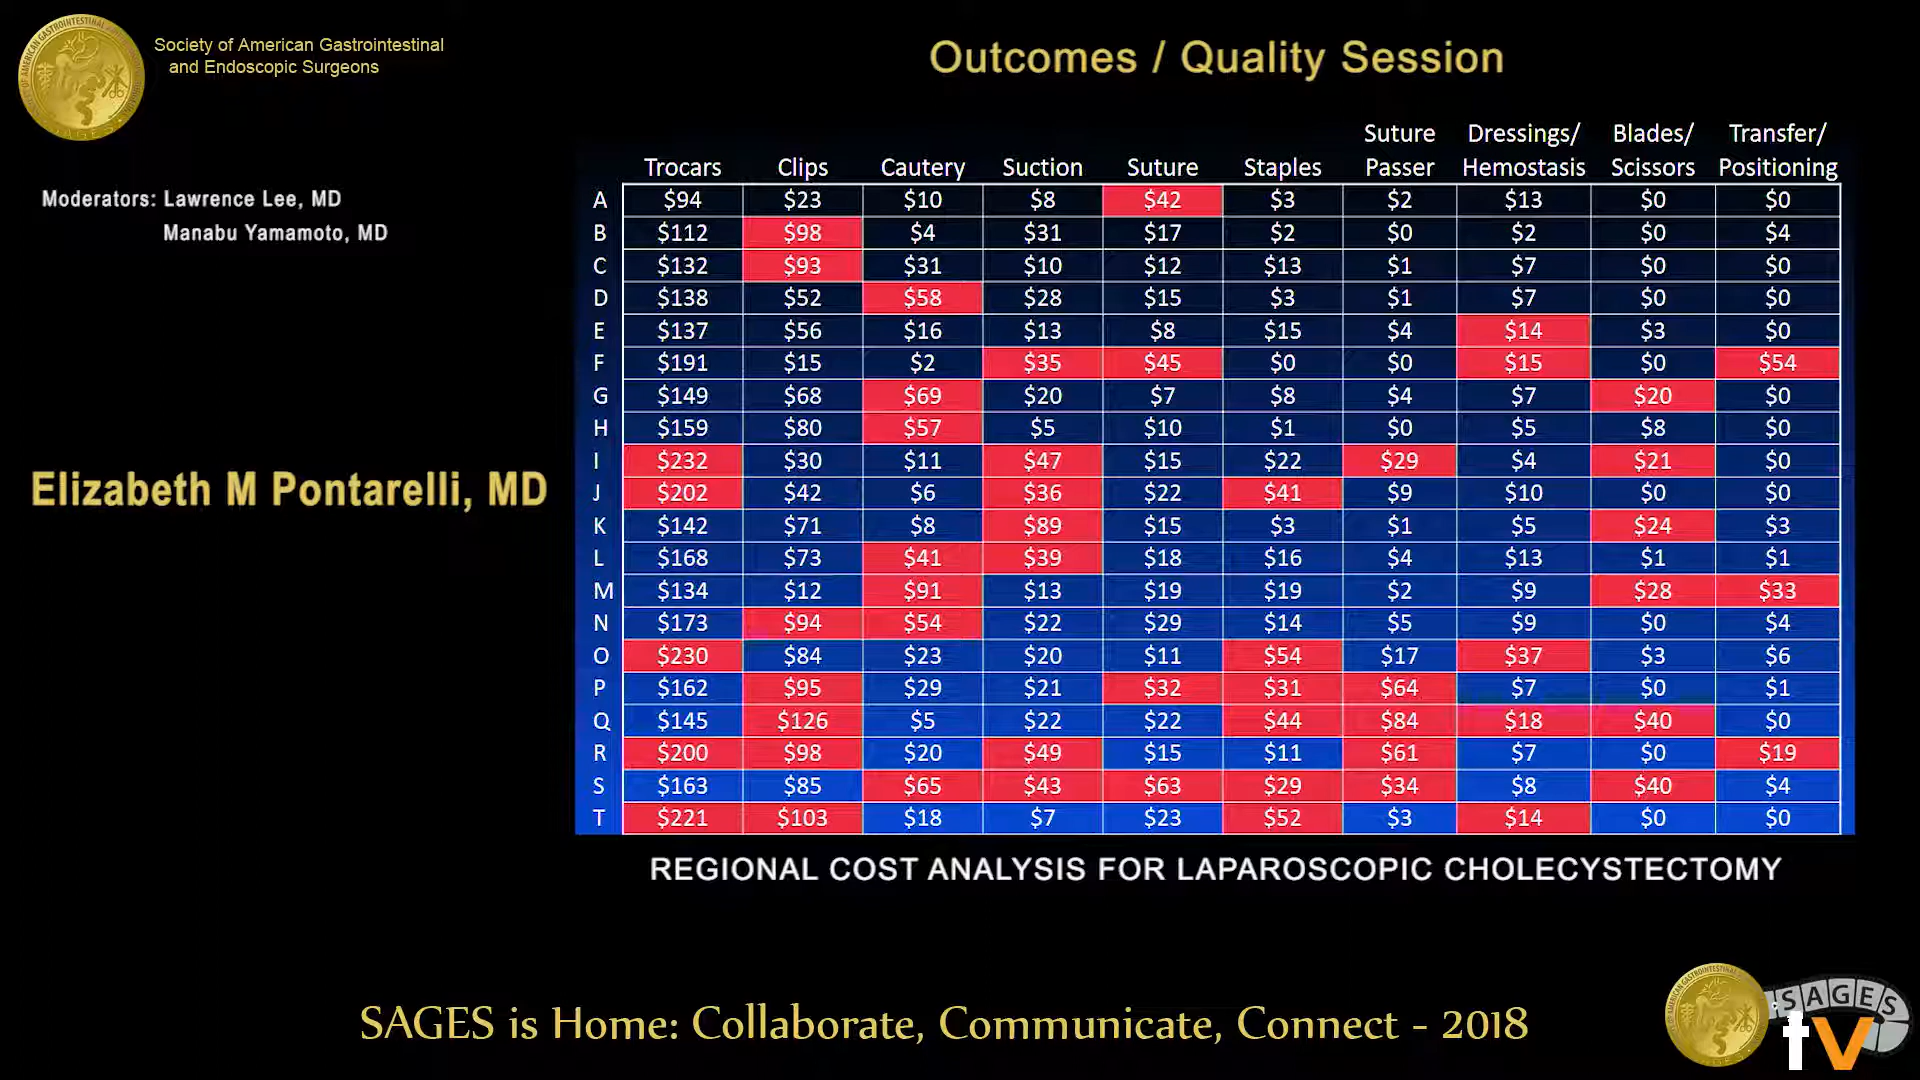 Society of American Gastrointestinal
and Endoscopic Surgeons
Outcomes / Quality Session
Moderators: Lawrence Lee, MD
Manabu Yamamoto, MD
Elizabeth M Pontarelli, MD
Trocars Clips Cautery Suction Suture Staples Suture Passer Dressings/ Hemostasis Blades/ Scissors Transfer/ Positioning
A $94 $23 $10 $8 $42 $3 $2 $13 $0 $0
B $112 $98 $4 $31 $17 $2 $0 $2 $0 $4
C $132 $93 $31 $10 $12 $13 $1 $7 $0 $0
D $138 $52 $58 $28 $15 $3 $1 $7 $0 $0
E $137 $56 $16 $13 $8 $15 $4 $14 $3 $0
F $191 $15 $2 $35 $45 $0 $0 $15 $0 $54
G $149 $68 $69 $20 $7 $8 $4 $7 $20 $0
H $159 $80 $57 $5 $10 $1 $0 $5 $8 $0
I $232 $30 $11 $47 $15 $22 $29 $4 $21 $0
J $202 $42 $6 $36 $22 $41 $9 $10 $0 $0
K $142 $71 $8 $89 $15 $3 $1 $5 $24 $3
L $168 $73 $41 $39 $18 $16 $4 $13 $1 $1
M $134 $12 $91 $13 $19 $19 $2 $9 $28 $33
N $173 $94 $54 $22 $29 $14 $5 $9 $0 $4
O $230 $84 $23 $20 $11 $54 $17 $37 $3 $6
P $162 $95 $29 $21 $32 $31 $64 $7 $0 $1
Q $145 $126 $5 $22 $22 $44 $84 $18 $40 $0
R $200 $98 $20 $49 $15 $11 $61 $7 $0 $19
S $163 $85 $65 $43 $63 $29 $34 $8 $40 $4
T $221 $103 $18 $7 $23 $52 $3 $14 $0 $0
REGIONAL COST ANALYSIS FOR LAPAROSCOPIC CHOLECYSTECTOMY
SAGES is Home: Collaborate, Communicate, Connect - 2018
SAGES
tv